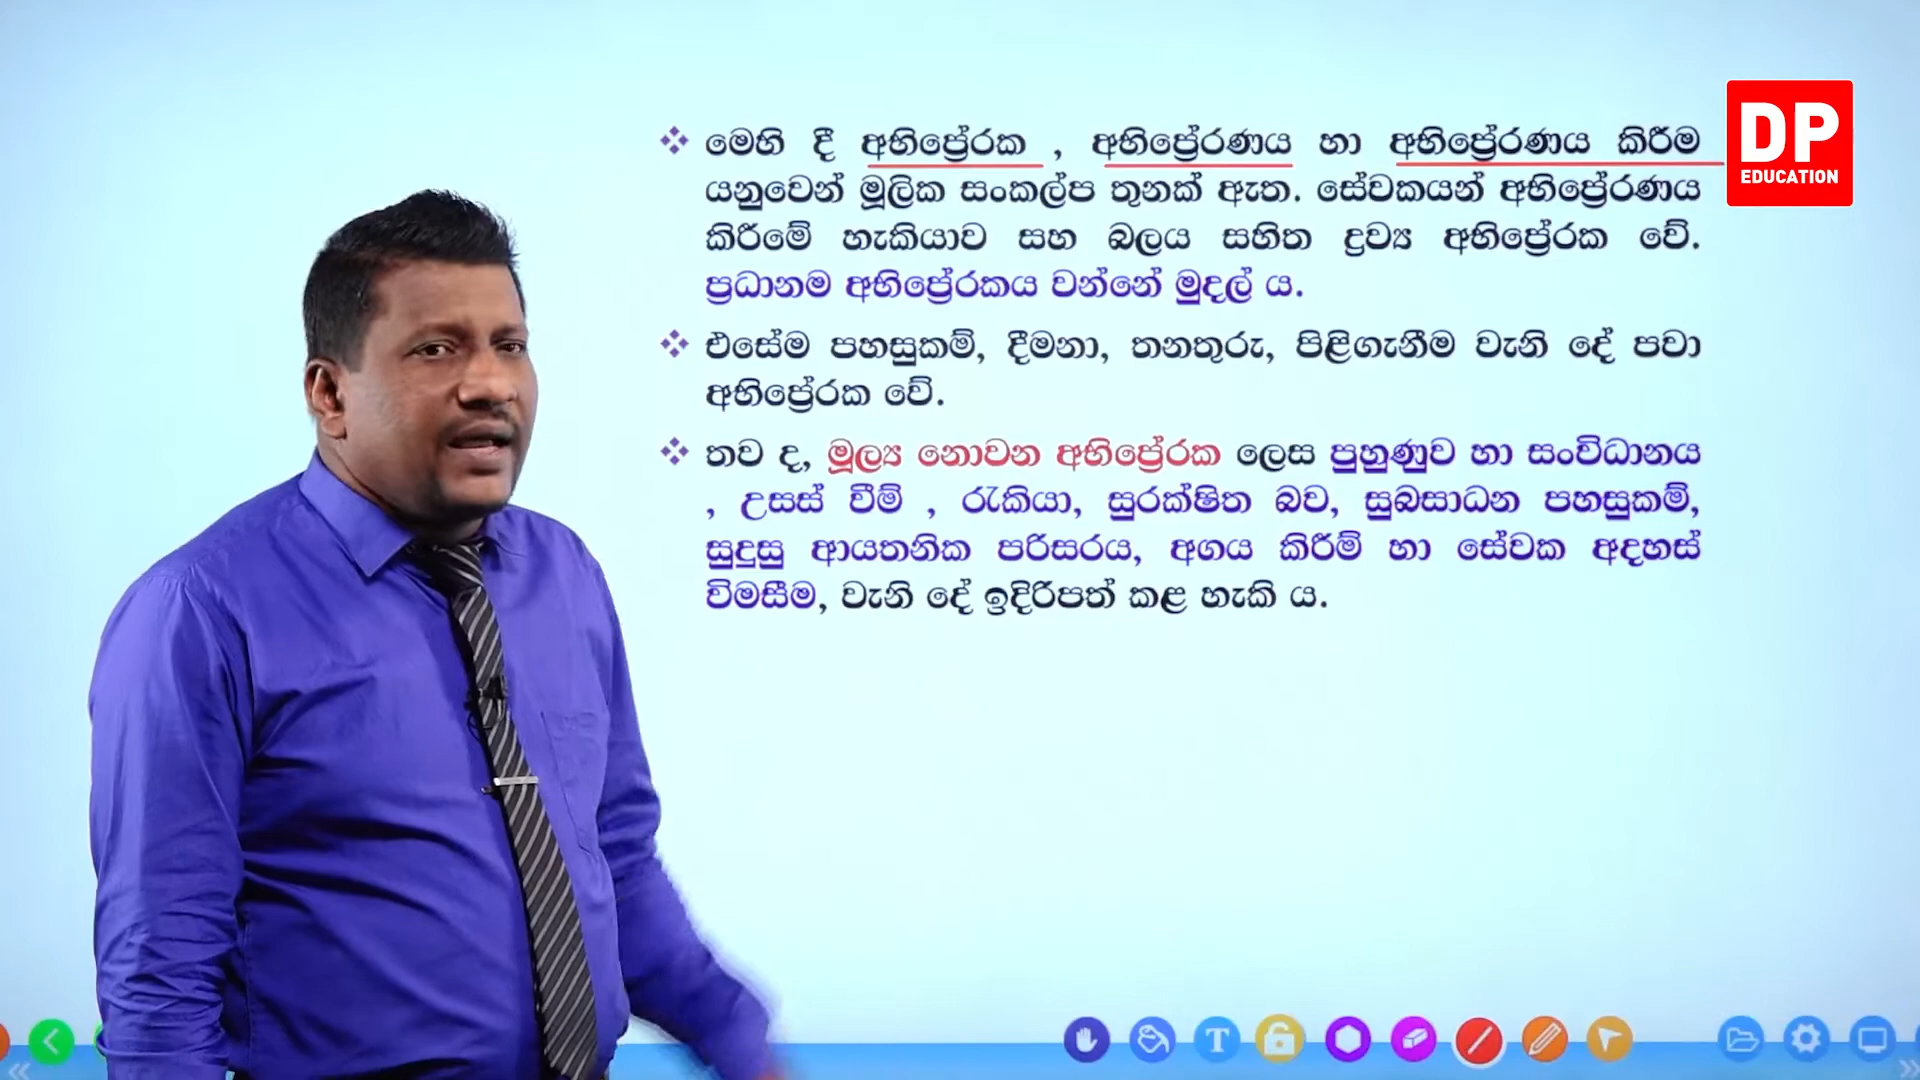 DP
EDUCATION
මෙහි දී අභිප්‍රේරක , අභිප්‍රේරණය හා අභිප්‍රේරණය කිරීම
යනුවෙන් මූලික සංකල්ප තුනක් ඇත. සේවකයන් අභිප්‍රේරණය
කිරීමේ හැකියාව සහ බලය සහිත ද්‍රව්‍ය අභිප්‍රේරක වේ.
ප්‍රධානම අභිප්‍රේරකය වන්නේ මුදල් ය.
එසේම පහසුකම්, දීමනා, තනතුරු, පිළිගැනීම වැනි දේ පවා
අභිප්‍රේරක වේ.
තව ද, මූල්‍ය නොවන අභිප්‍රේරක ලෙස පුහුණුව හා සංවිධානය
, උසස් වීම් , රැකියා, සුරක්ෂිත බව, සුබසාධන පහසුකම්,
සුදුසු ආයතනික පරිසරය, අගය කිරීම් හා සේවක අදහස්
විමසීම, වැනි දේ ඉදිරිපත් කළ හැකි ය.